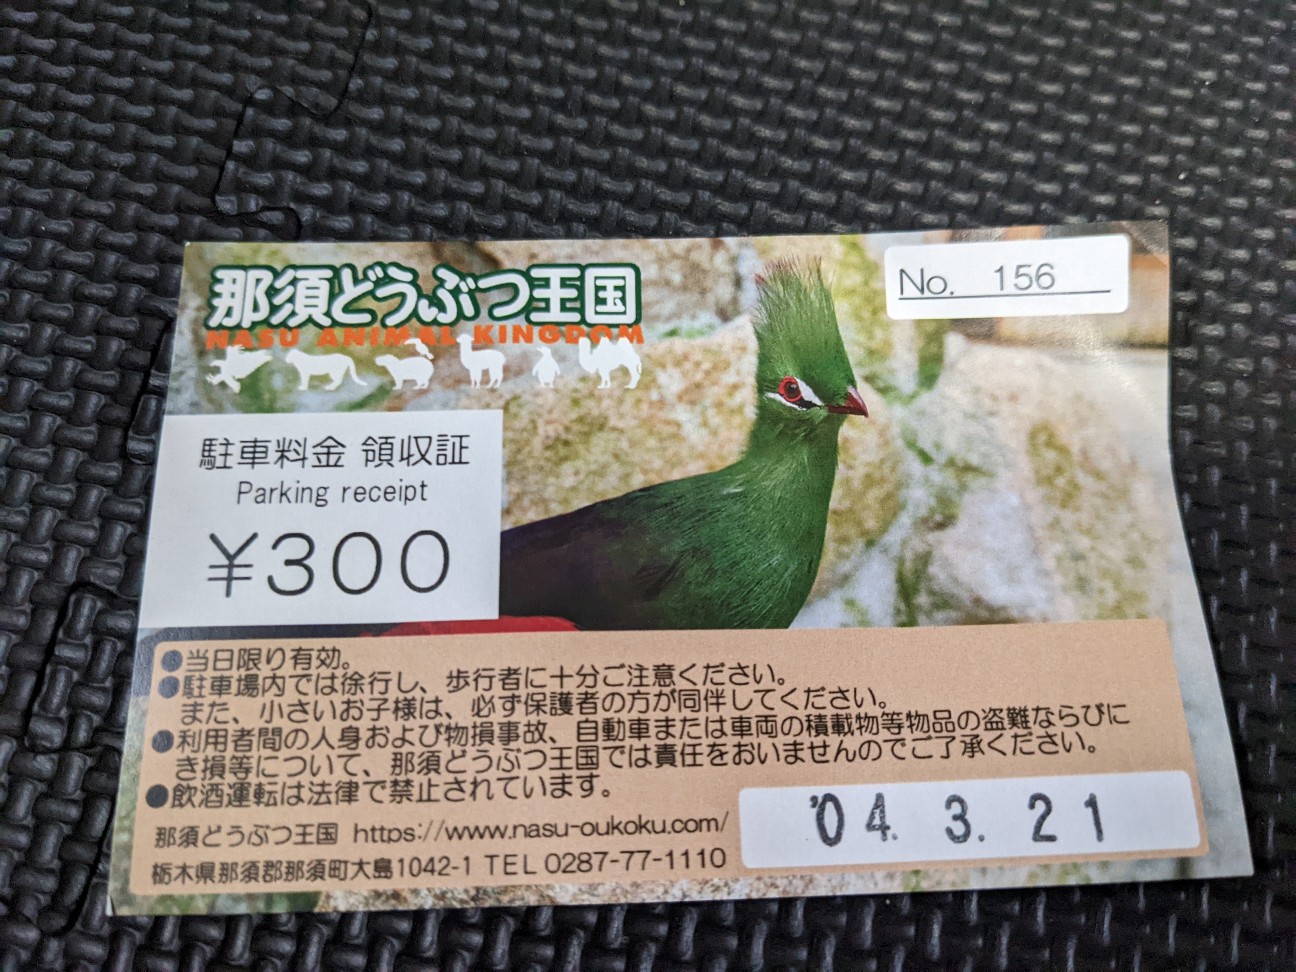 那須どうぶつ王国
NASU ANIMAL KINGDOM
No. 156
駐車料金 領収証
Parking receipt
¥300
●当日限り有効。
●駐車場内では徐行し、歩行者に十分ご注意ください。
また、小さいお子様は、必ず保護者の方が同伴してください。
●利用者間の人身および物損事故、自動車または車両の積載物等物品の盗難ならびに
き損等について、那須どうぶつ王国では責任をおいませんのでご了承ください。
●飲酒運転は法律で禁止されています。
那須どうぶつ王国 https://www.nasu-oukoku.com/
栃木県那須郡那須町大島1042-1 TEL 0287-77-1110
'04. 3. 21